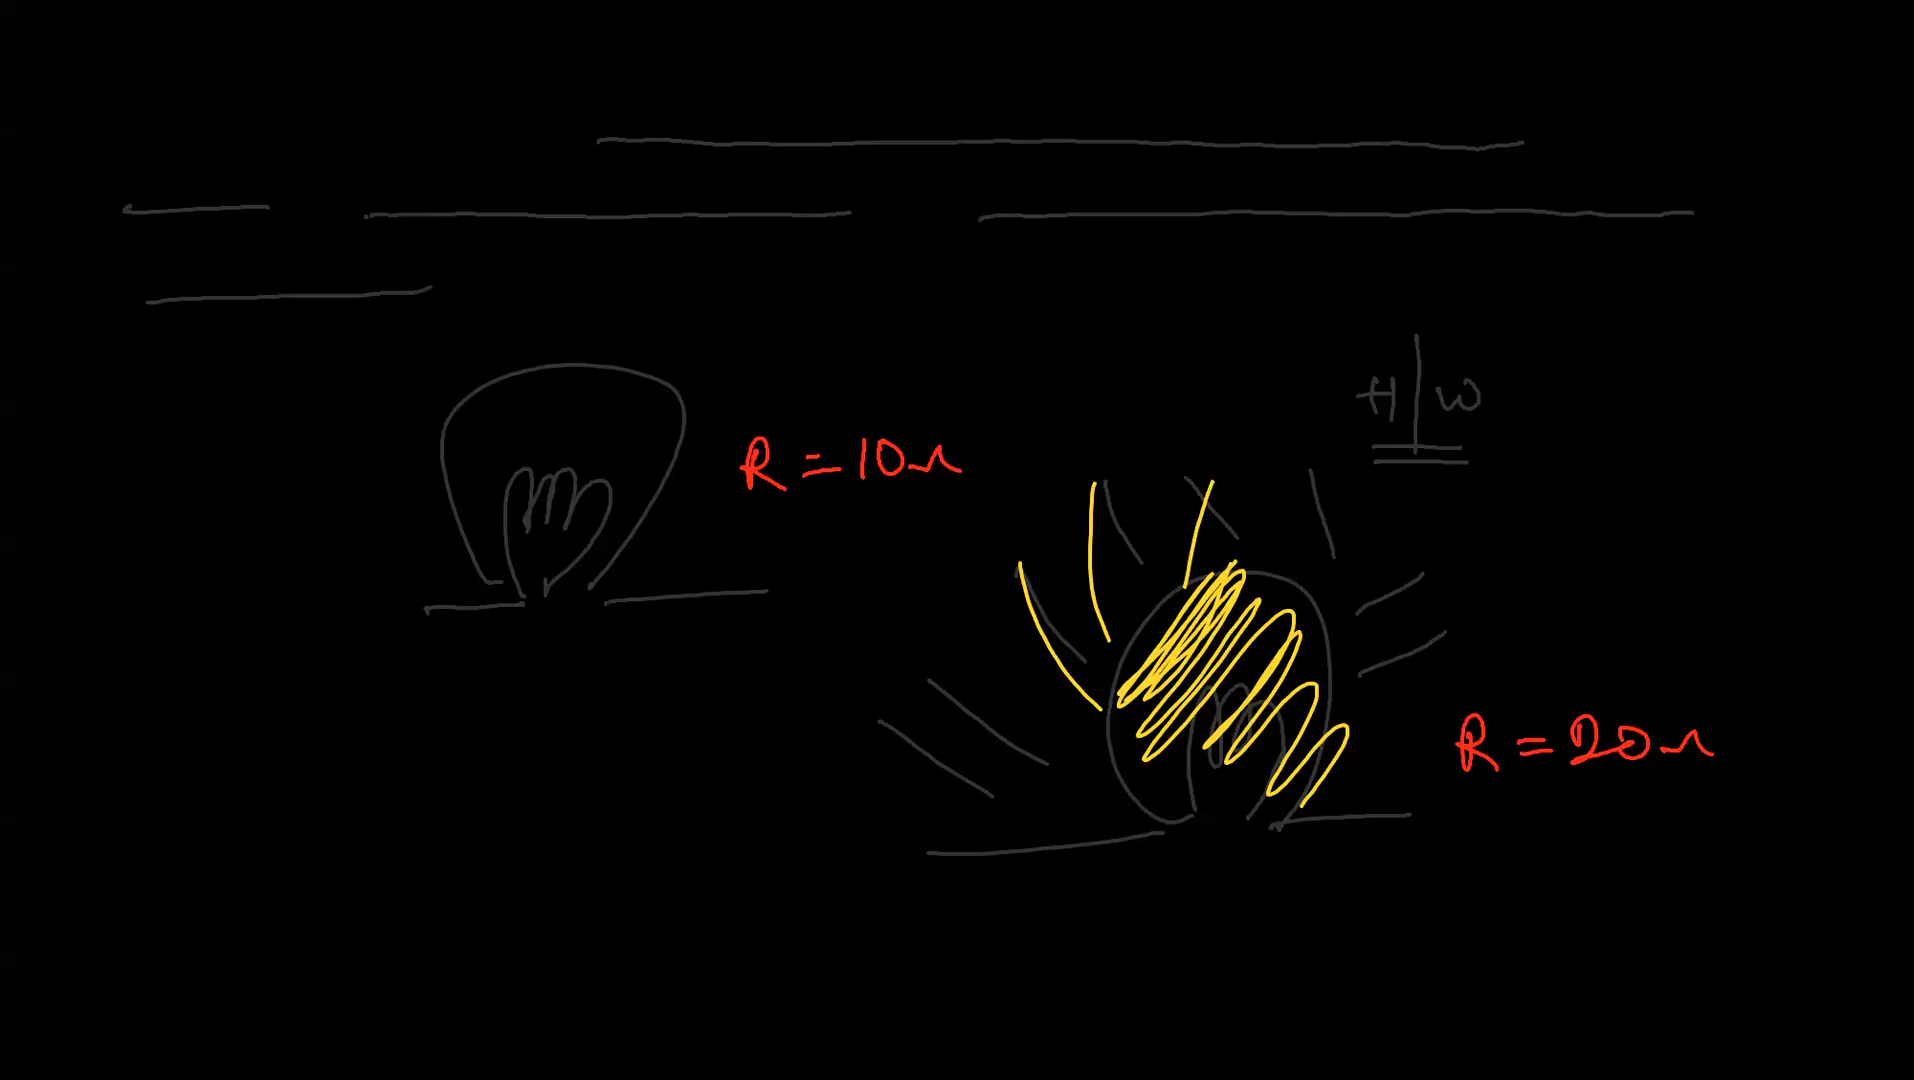 H/W
R = 10Ω
R = 20Ω